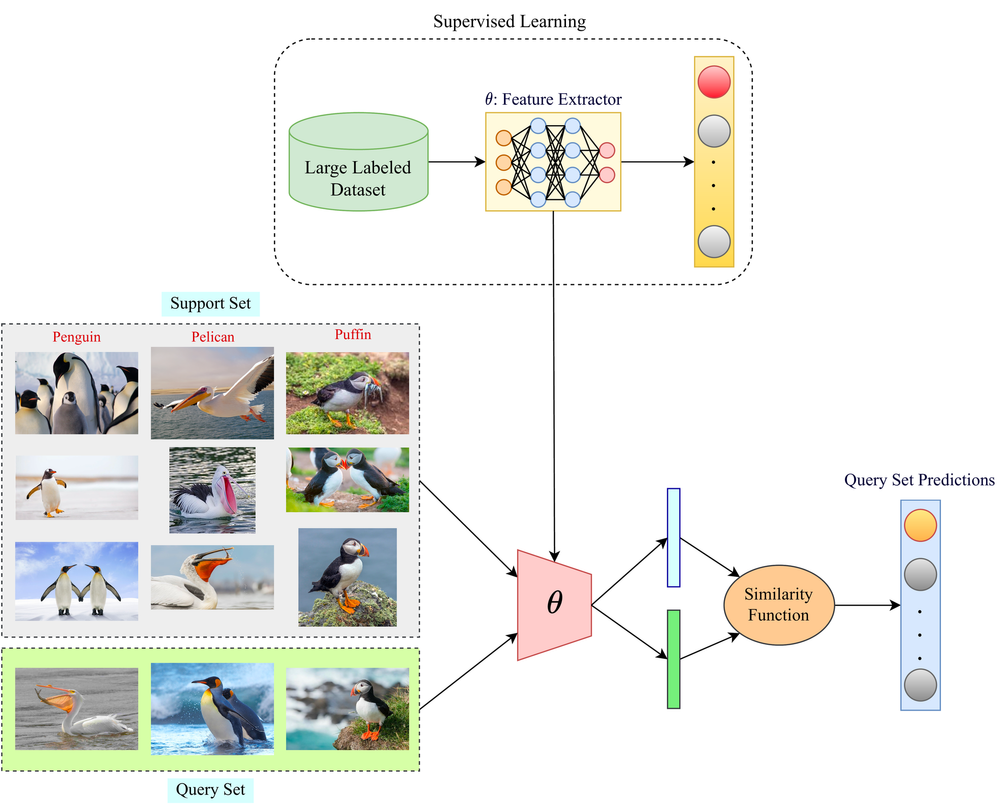 Supervised Learning
θ: Feature Extractor
Large Labeled
Dataset
Support Set
Penguin
Pelican
Puffin
Query Set Predictions
θ
Similarity
Function
Query Set